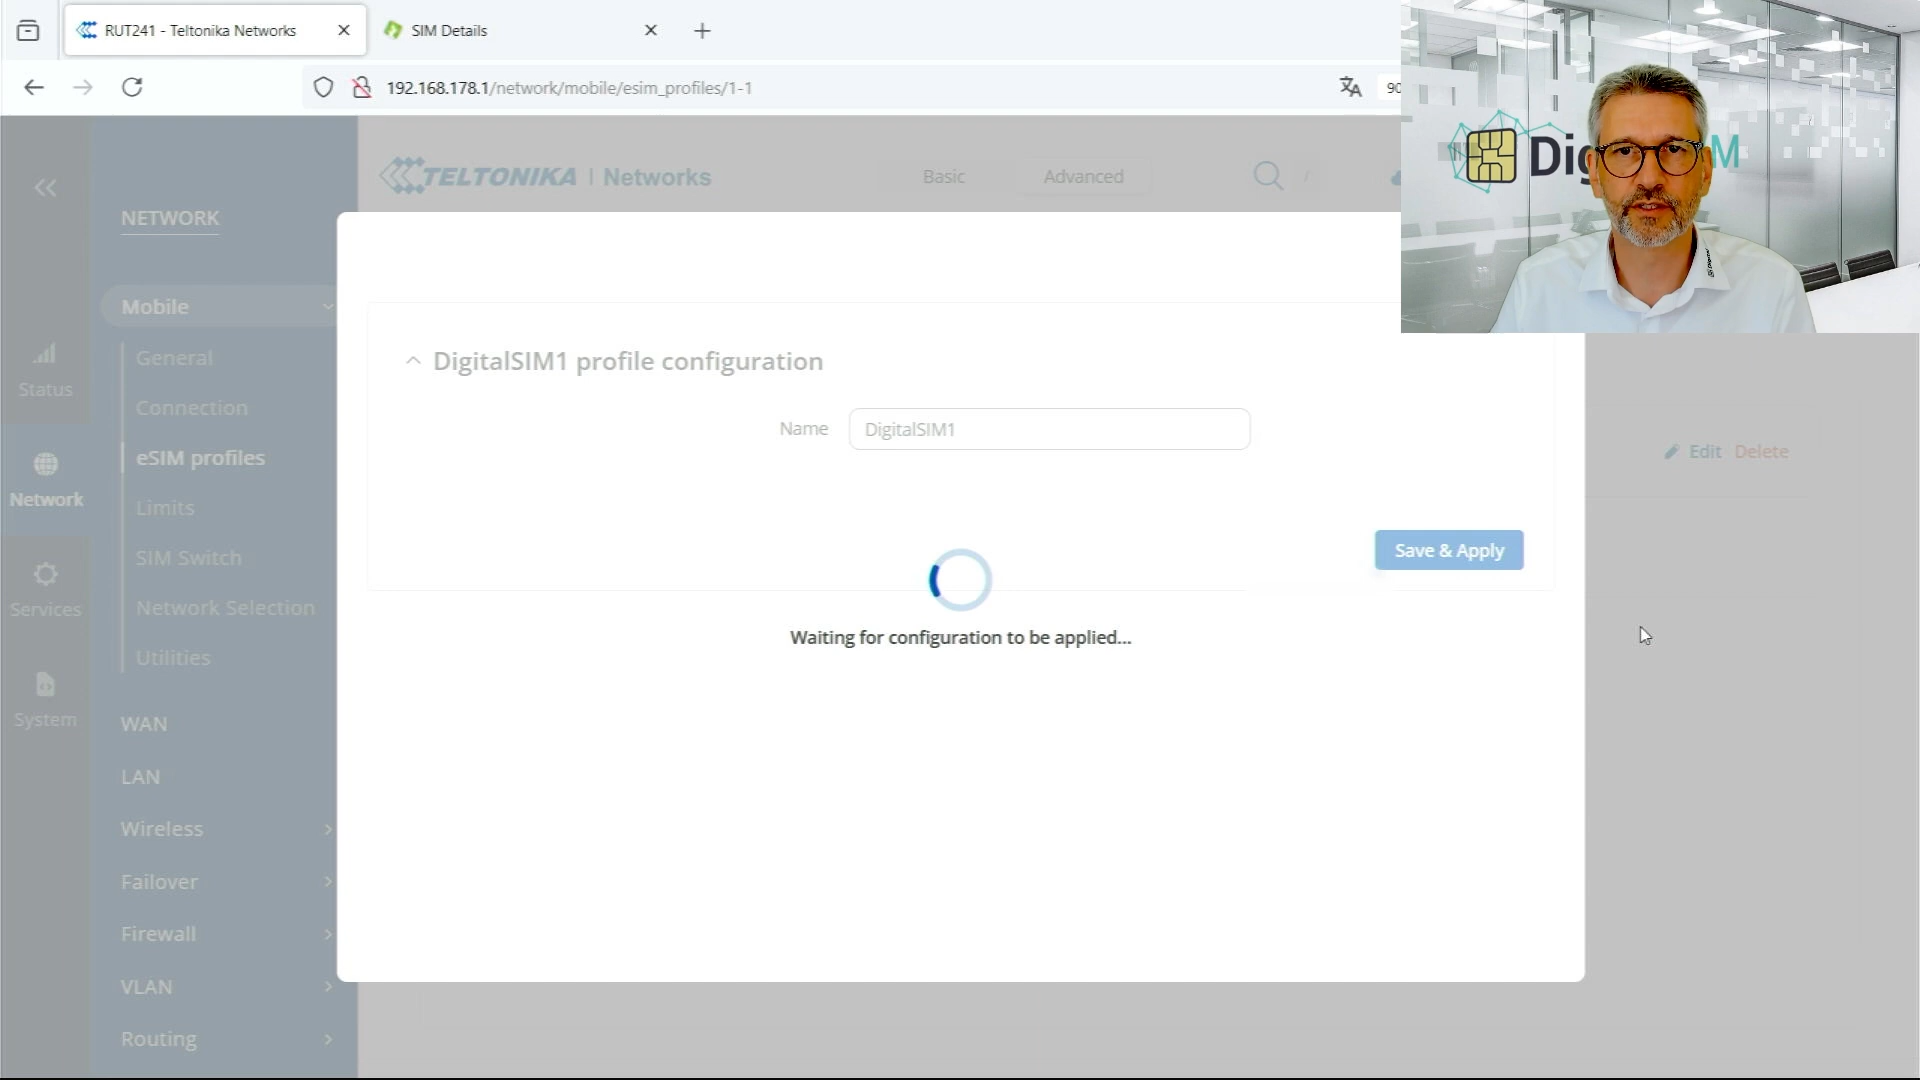 RUT241 - Teltonika Networks
SIM Details
192.168.178.1/network/mobile/esim_profiles/1-1
TELTONIKA | Networks
Basic
Advanced
/
NETWORK
Mobile
General
Connection
eSIM profiles
Limits
SIM Switch
Network Selection
Utilities
WAN
LAN
Wireless
Failover
Firewall
VLAN
Routing
Status
Network
Services
System
DigitalSIM1 profile configuration
Name
DigitalSIM1
Save & Apply
Waiting for configuration to be applied...
Edit
Delete